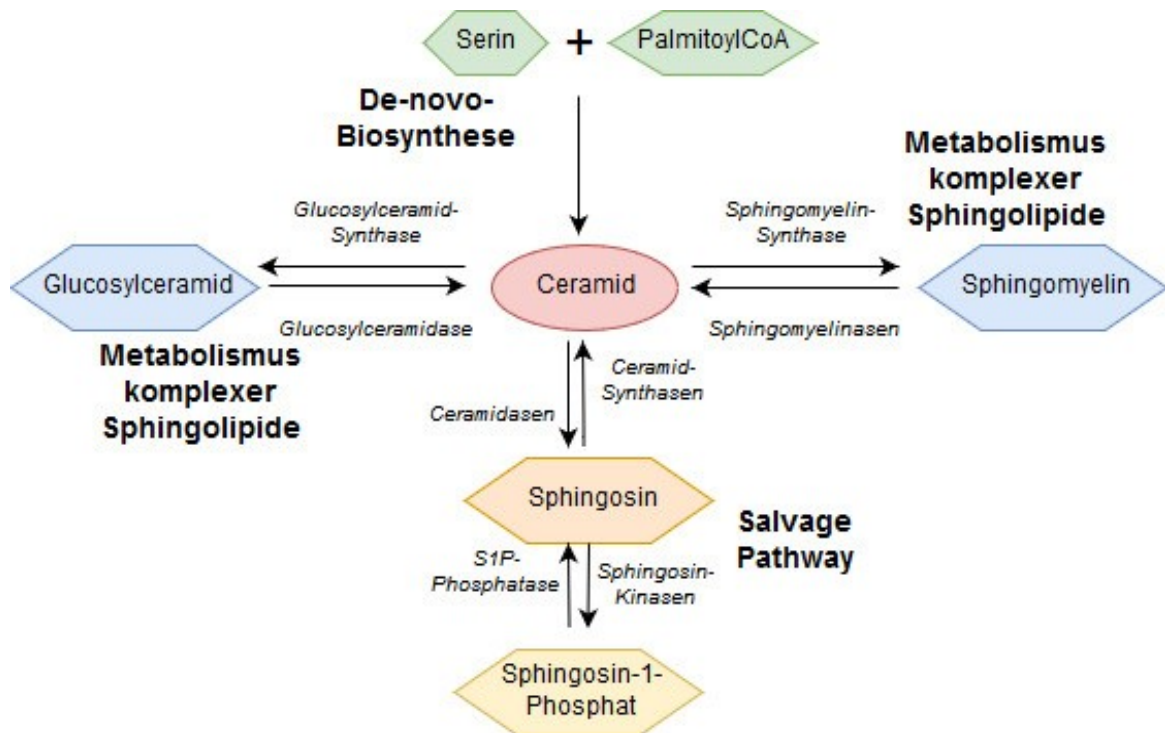 Serin + PalmitoylCoA
De-novo-
Biosynthese
Metabolismus
komplexer
Sphingolipide
Glucosylceramid-
Synthase
Sphingomyelin-
Synthase
Glucosylceramid
Ceramid
Sphingomyelin
Glucosylceramidase
Sphingomyelinasen
Metabolismus
komplexer
Sphingolipide
Ceramid-
Synthasen
Ceramidasen
Sphingosin
Salvage
Pathway
S1P-
Phosphatase
Sphingosin-
Kinasen
Sphingosin-1-
Phosphat